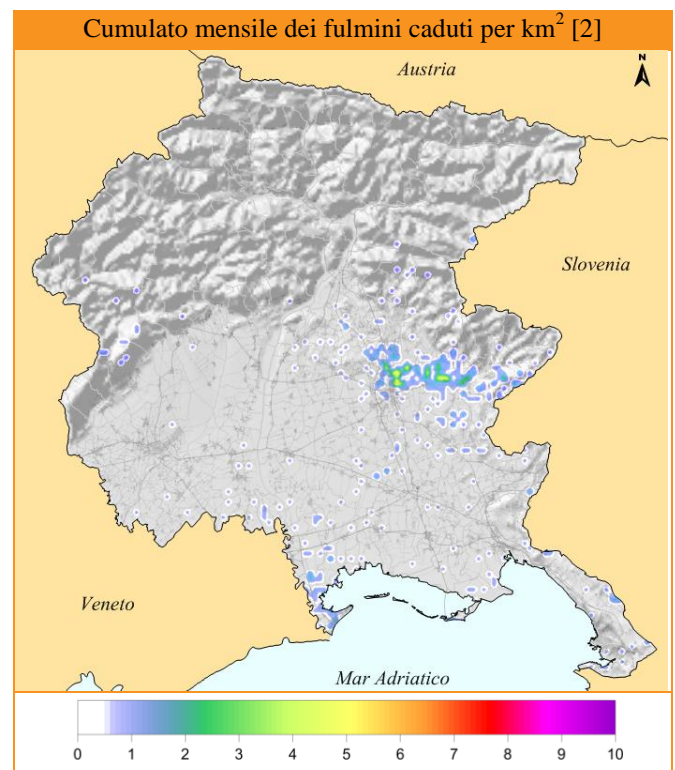 Cumulato mensile dei fulmini caduti per km² [2]
Austria
N
Slovenia
Veneto
Mar Adriatico
0 1 2 3 4 5 6 7 8 9 10